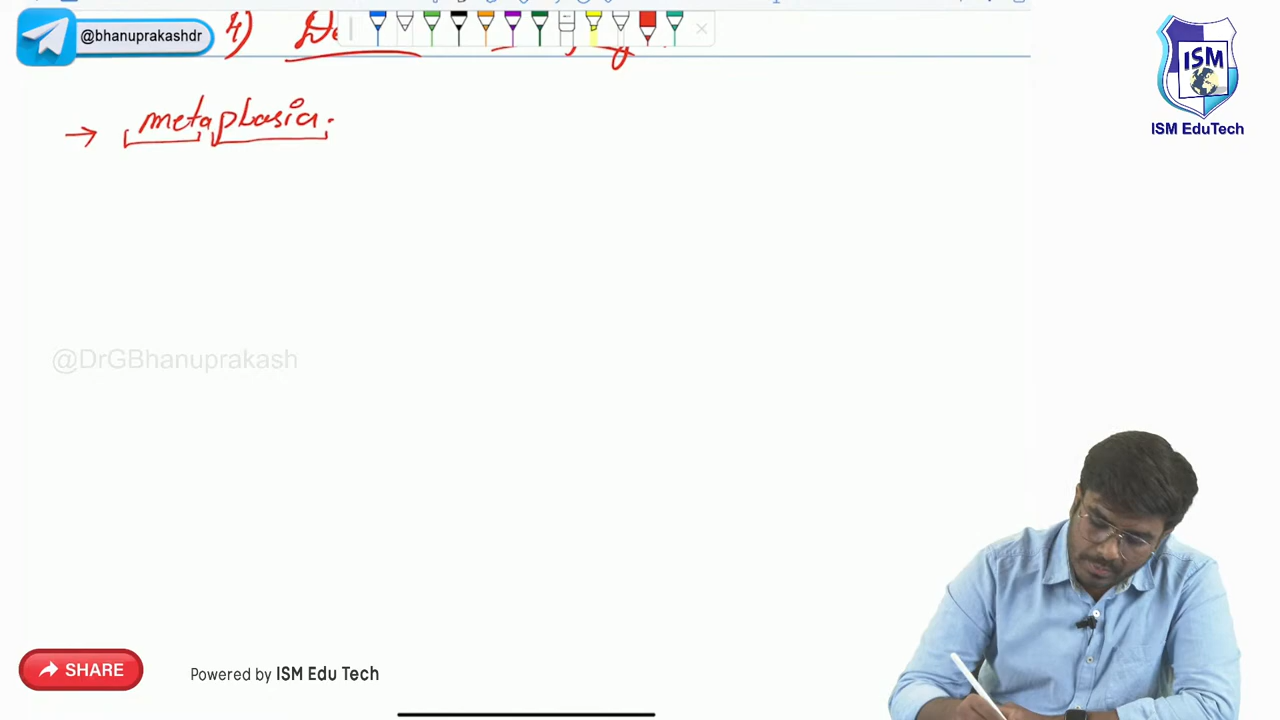 @bhanuprakashdr
4)
ISM
ISM EduTech
→ metaplasia.
@DrGBhanuprakash
SHARE
Powered by ISM Edu Tech